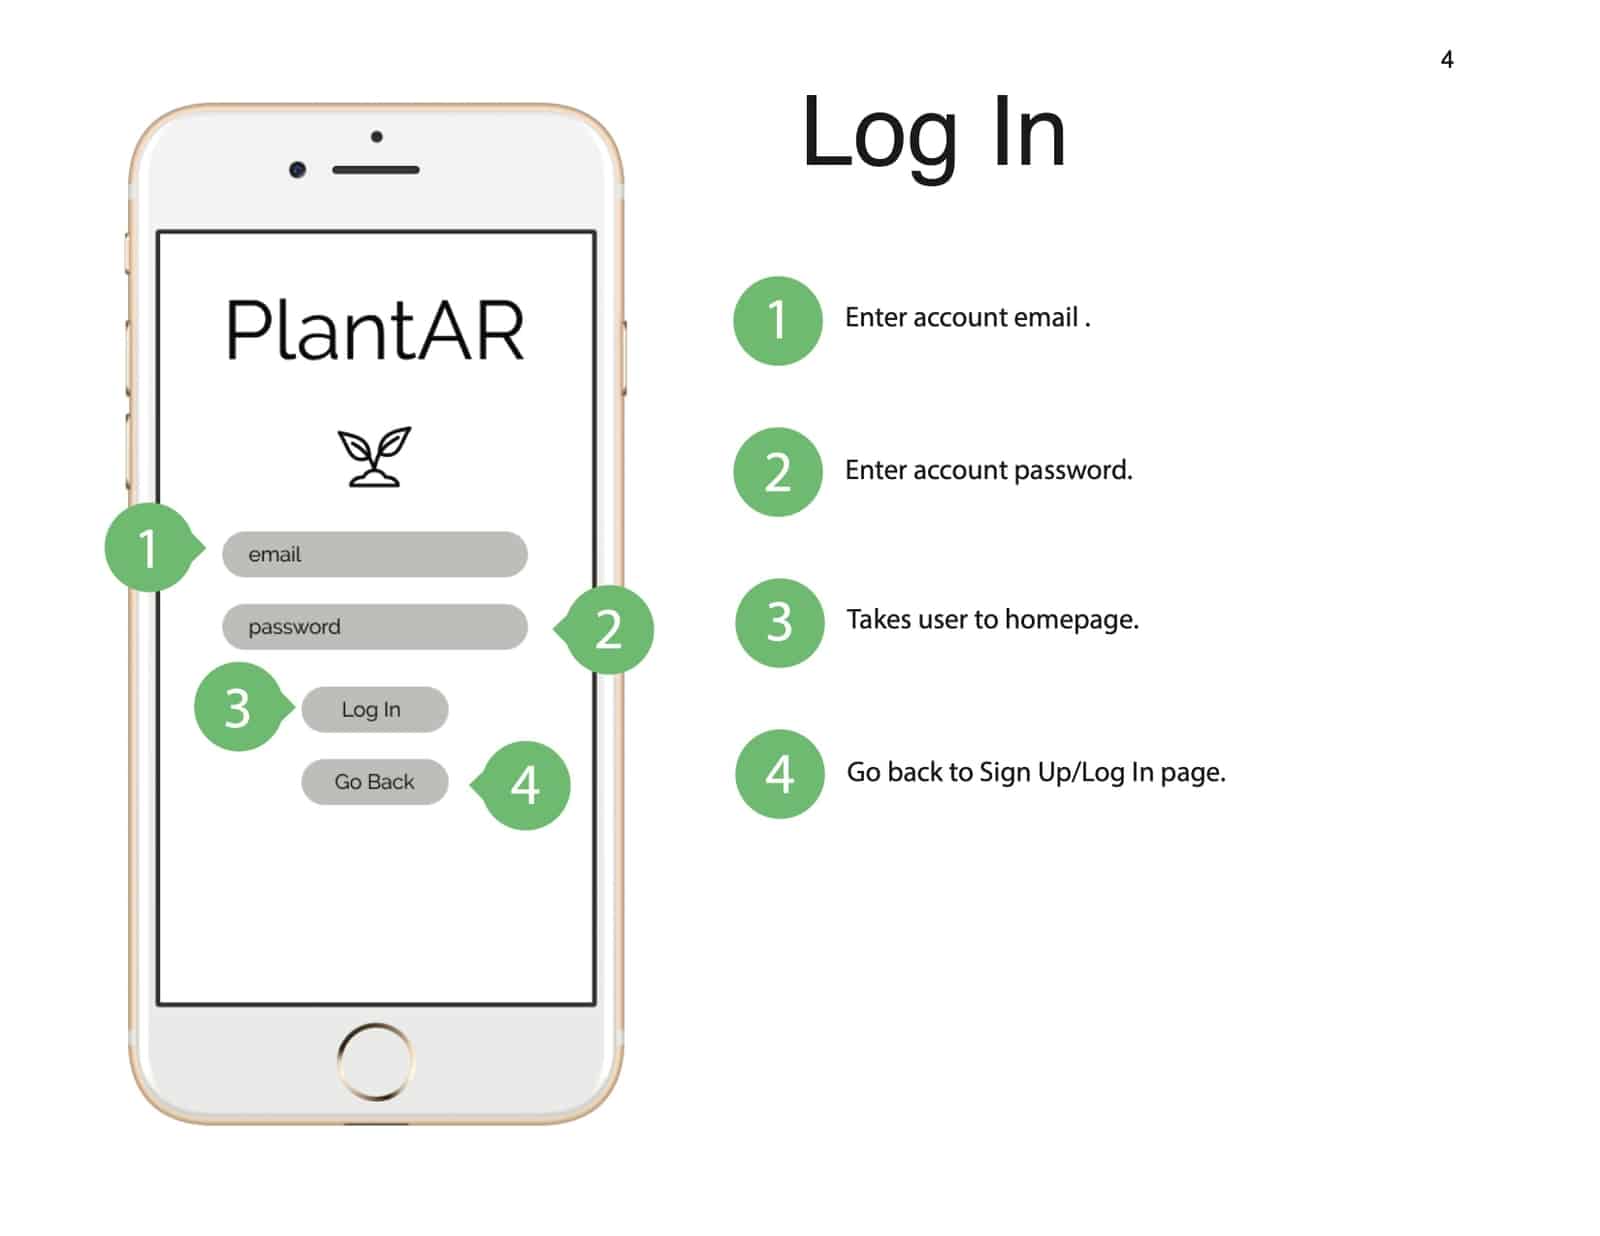 4
Log In
PlantAR
1
email
password
2
3
Log In
Go Back
4
1
Enter account email .
2
Enter account password.
3
Takes user to homepage.
4
Go back to Sign Up/Log In page.